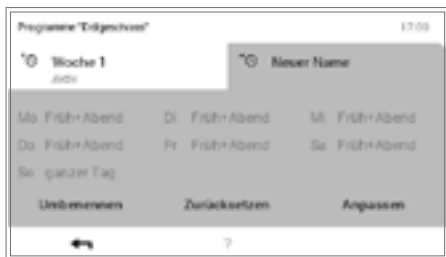 Programme "Erdgeschoss" 17:03
Woche 1 Neuer Name
Aktiv
Mo Früh+Abend Di Früh+Abend Mi Früh+Abend
Do Früh+Abend Fr Früh+Abend Sa Früh+Abend
So ganzer Tag
Umbenennen Zurücksetzen Anpassen
?